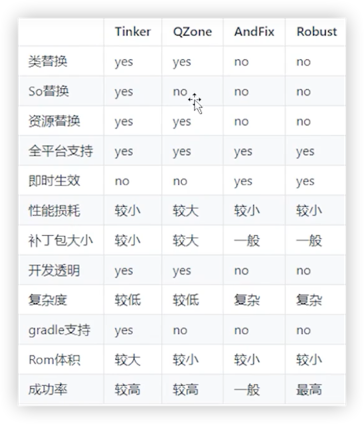 Tinker QZone AndFix Robust
类替换 yes yes no no
So替换 yes no no no
资源替换 yes yes no no
全平台支持 yes yes yes yes
即时生效 no no yes yes
性能损耗 较小 较大 较小 较小
补丁包大小 较小 较大 一般 一般
开发透明 yes yes no no
复杂度 较低 较低 复杂 复杂
gradle支持 yes no no no
Rom体积 较大 较小 较小 较小
成功率 较高 较高 一般 最高